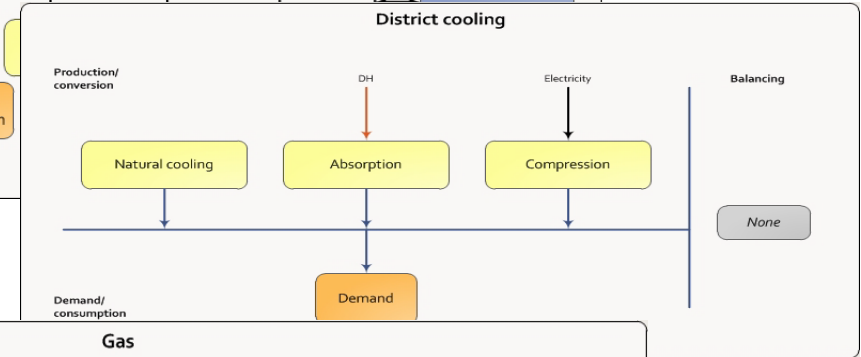 District cooling
Production/
conversion
DH
Electricity
Balancing
Natural cooling
Absorption
Compression
None
Demand
Demand/
consumption
Gas